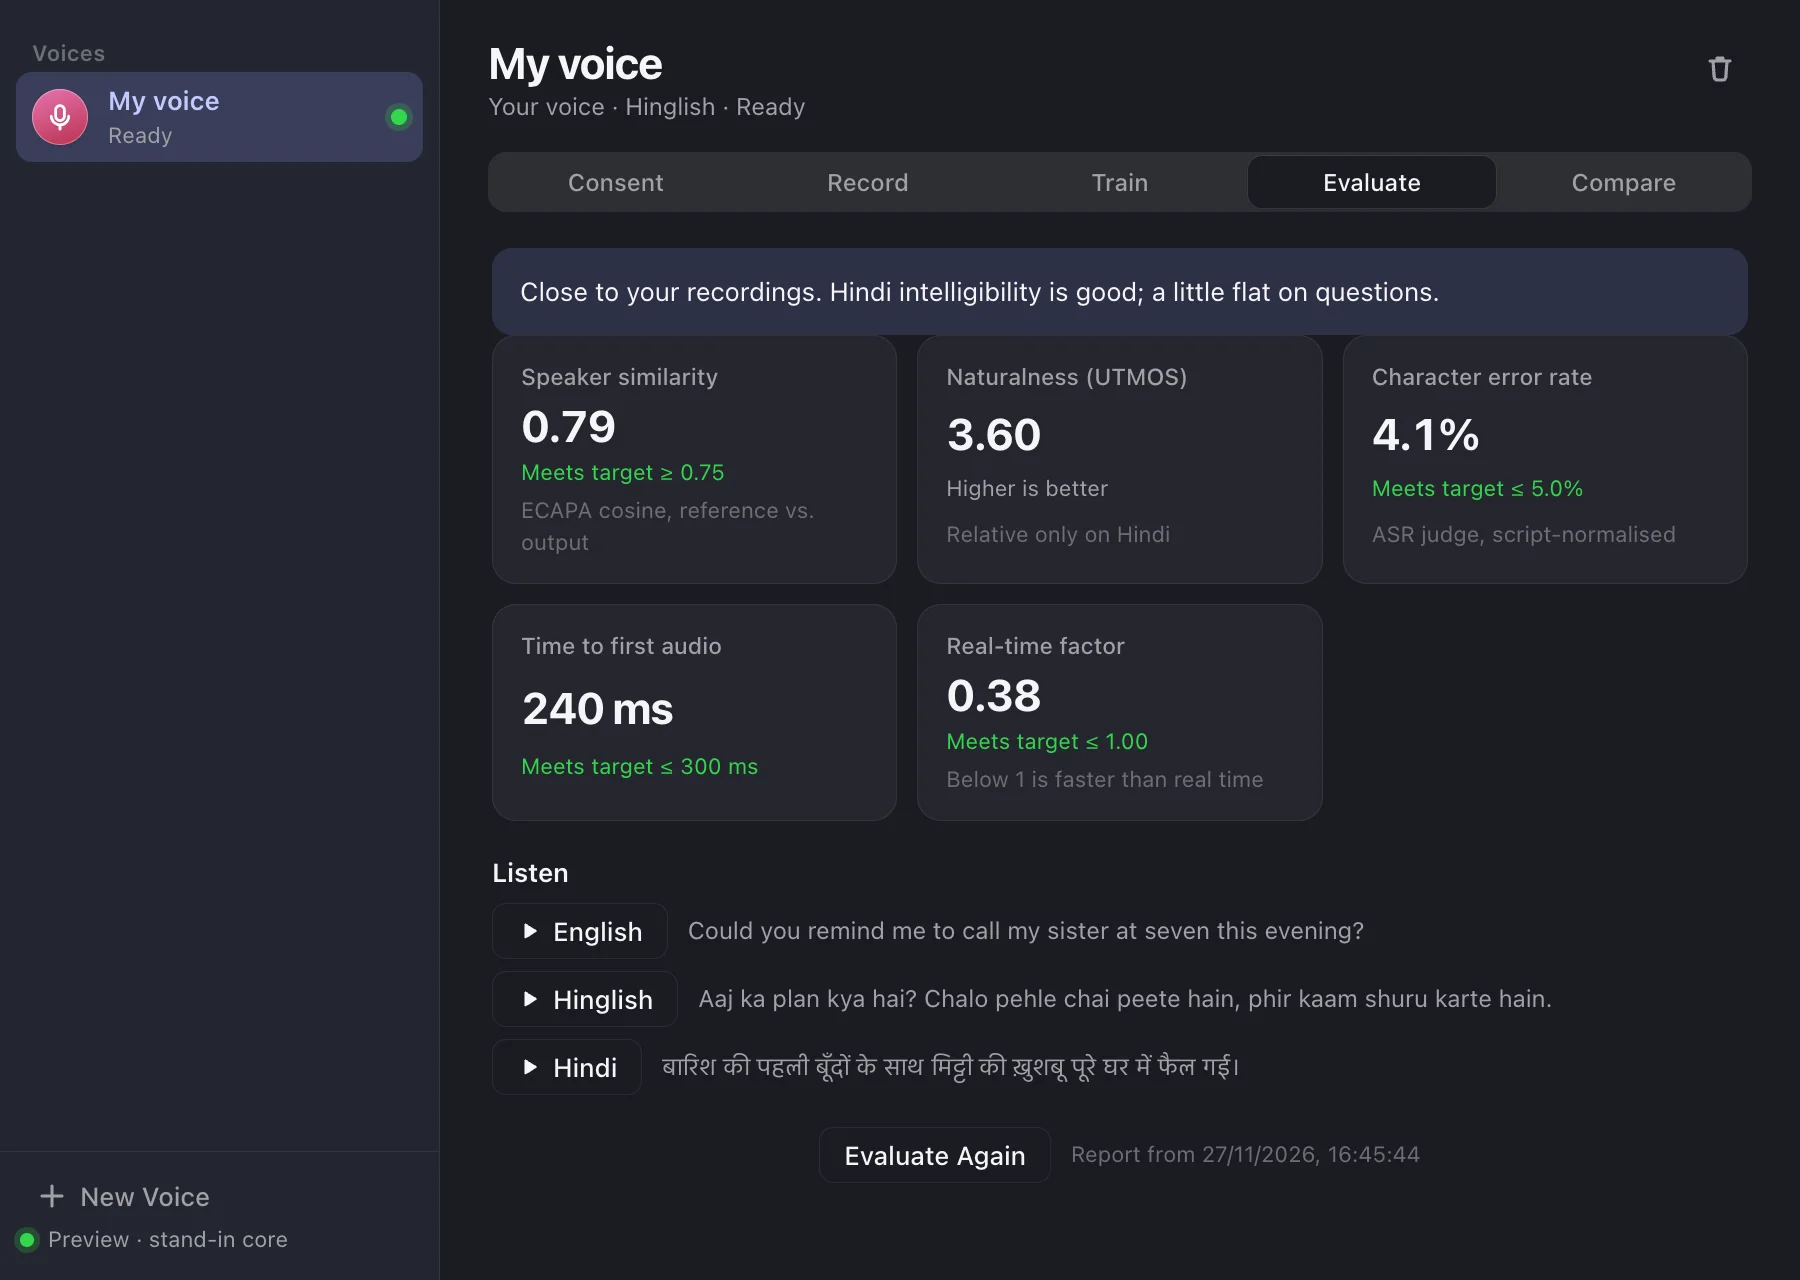 Voices
My voice
Ready
New Voice
Preview · stand-in core
My voice
Your voice · Hinglish · Ready
Consent
Record
Train
Evaluate
Compare
Close to your recordings. Hindi intelligibility is good; a little flat on questions.
Speaker similarity
0.79
Meets target ≥ 0.75
ECAPA cosine, reference vs.
output
Naturalness (UTMOS)
3.60
Higher is better
Relative only on Hindi
Character error rate
4.1%
Meets target ≤ 5.0%
ASR judge, script-normalised
Time to first audio
240 ms
Meets target ≤ 300 ms
Real-time factor
0.38
Meets target ≤ 1.00
Below 1 is faster than real time
Listen
English
Could you remind me to call my sister at seven this evening?
Hinglish
Aaj ka plan kya hai? Chalo pehle chai peete hain, phir kaam shuru karte hain.
Hindi
बारिश की पहली बूँदों के साथ मिट्टी की ख़ुशबू पूरे घर में फैल गई।
Evaluate Again
Report from 27/11/2026, 16:45:44